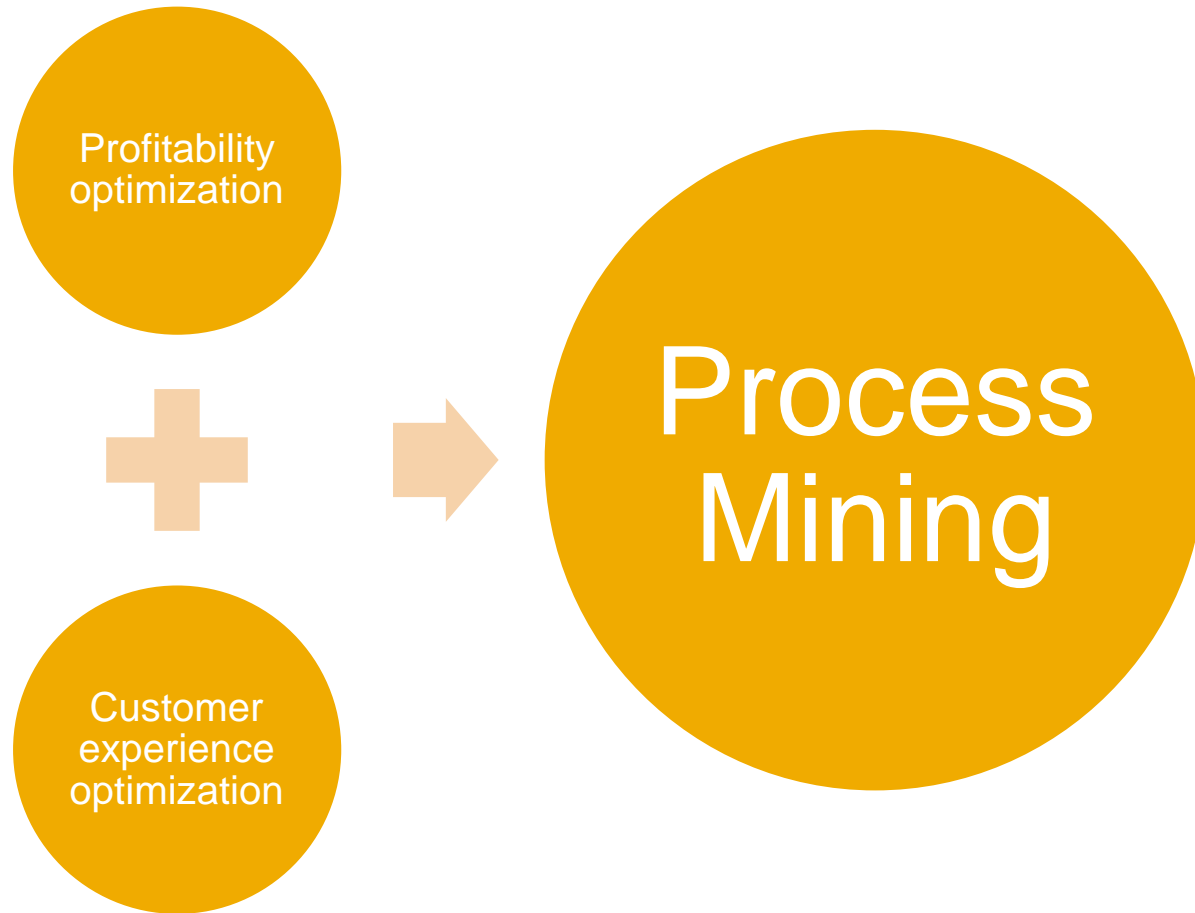 Profitability
optimization
Customer
experience
optimization
Process
Mining